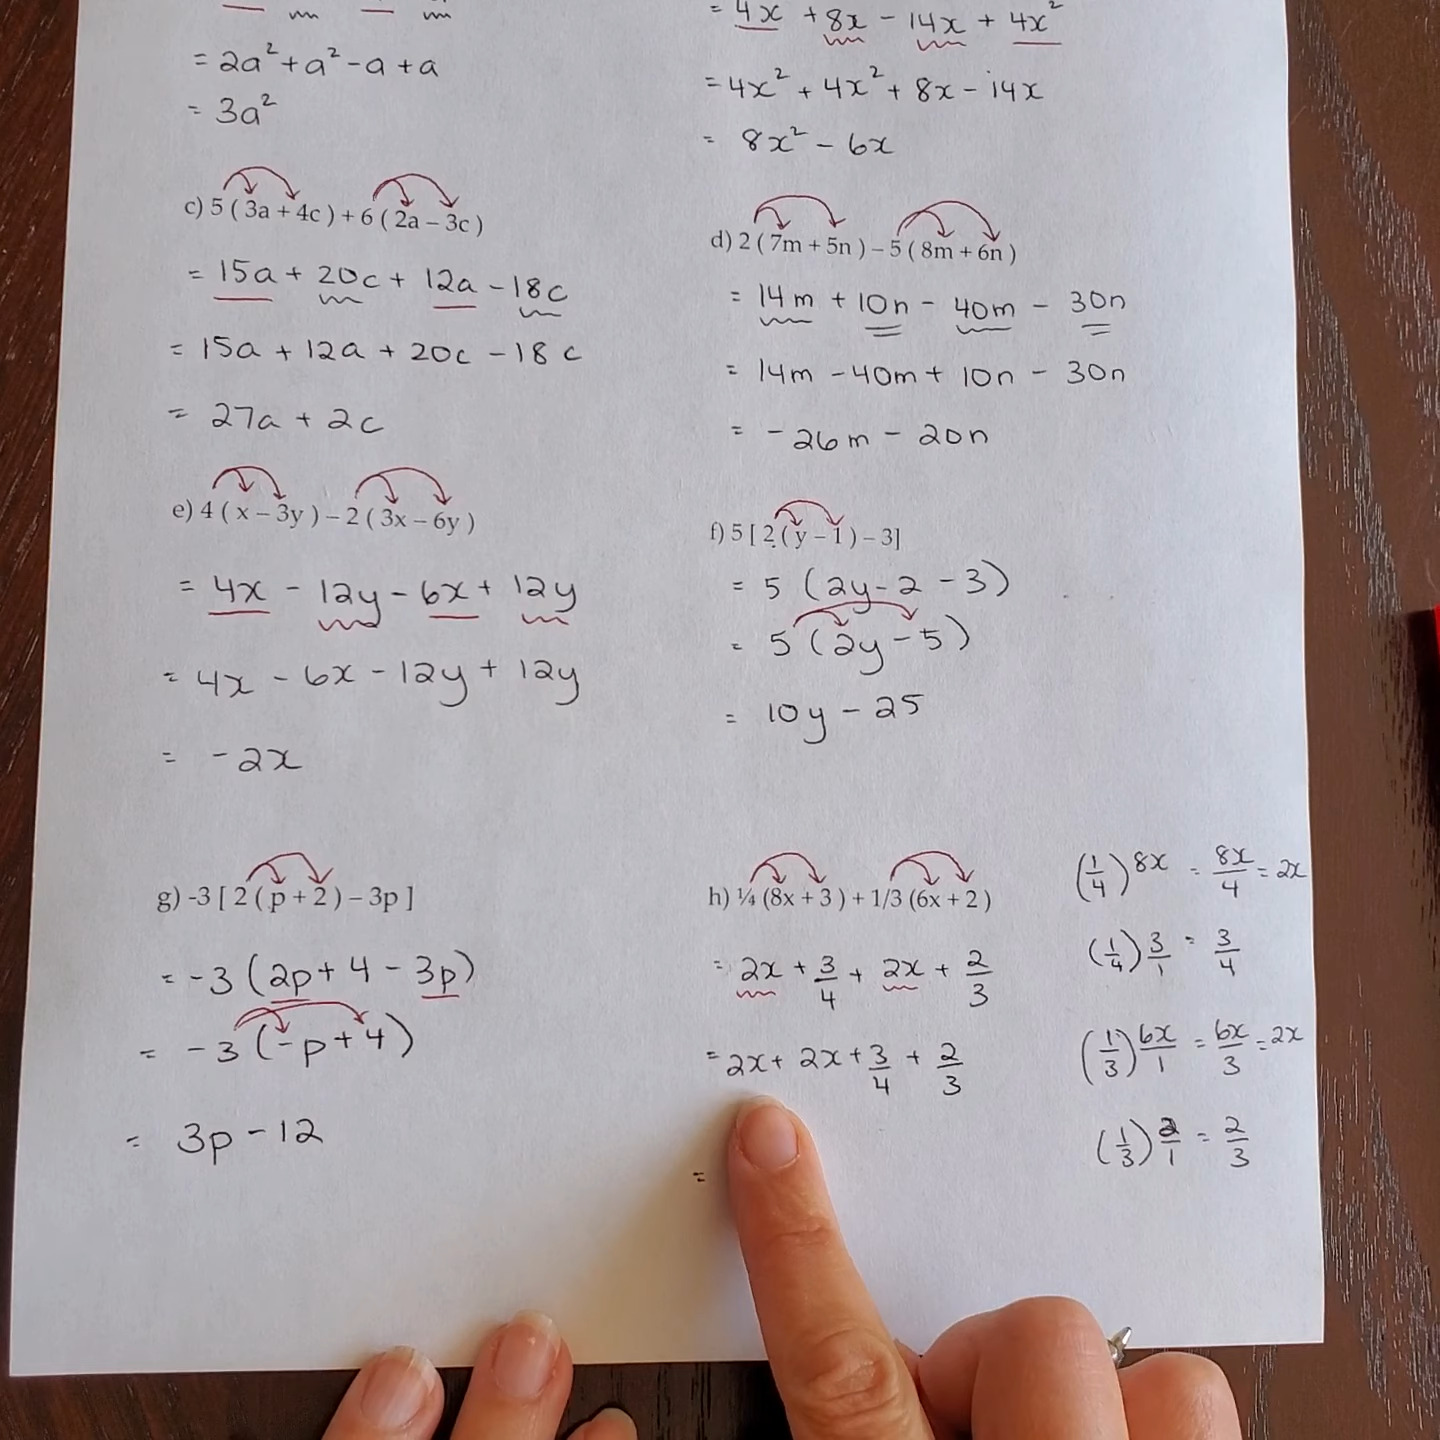 = 2a² + a² - a + a
= 3a²
= 4x + 8x - 14x + 4x²
= 4x² + 4x² + 8x - 14x
= 8x² - 6x
c) 5 ( 3a + 4c ) + 6 ( 2a – 3c )
= 15a + 20c + 12a - 18c
= 15a + 12a + 20c - 18c
= 27a + 2c
d) 2 ( 7m + 5n ) – 5 ( 8m + 6n )
= 14m + 10n - 40m - 30n
= 14m - 40m + 10n - 30n
= -26m - 20n
e) 4 ( x – 3y ) – 2 ( 3x – 6y )
= 4x - 12y - 6x + 12y
= 4x - 6x - 12y + 12y
= -2x
f) 5 [ 2 ( y – 1 ) – 3]
= 5 (2y - 2 - 3)
= 5 (2y - 5)
= 10y - 25
g) -3 [ 2 ( p + 2 ) – 3p ]
= -3 (2p + 4 - 3p)
= -3 (-p + 4)
= 3p - 12
h) ¼ (8x + 3 ) + 1/3 (6x + 2 )
= 2x + 3/4 + 2x + 2/3
= 2x + 2x + 3/4 + 2/3
=
(1/4) 8x = 8x/4 = 2x
(1/4) 3/1 = 3/4
(1/3) 6x/1 = 6x/3 = 2x
(1/3) 2/1 = 2/3